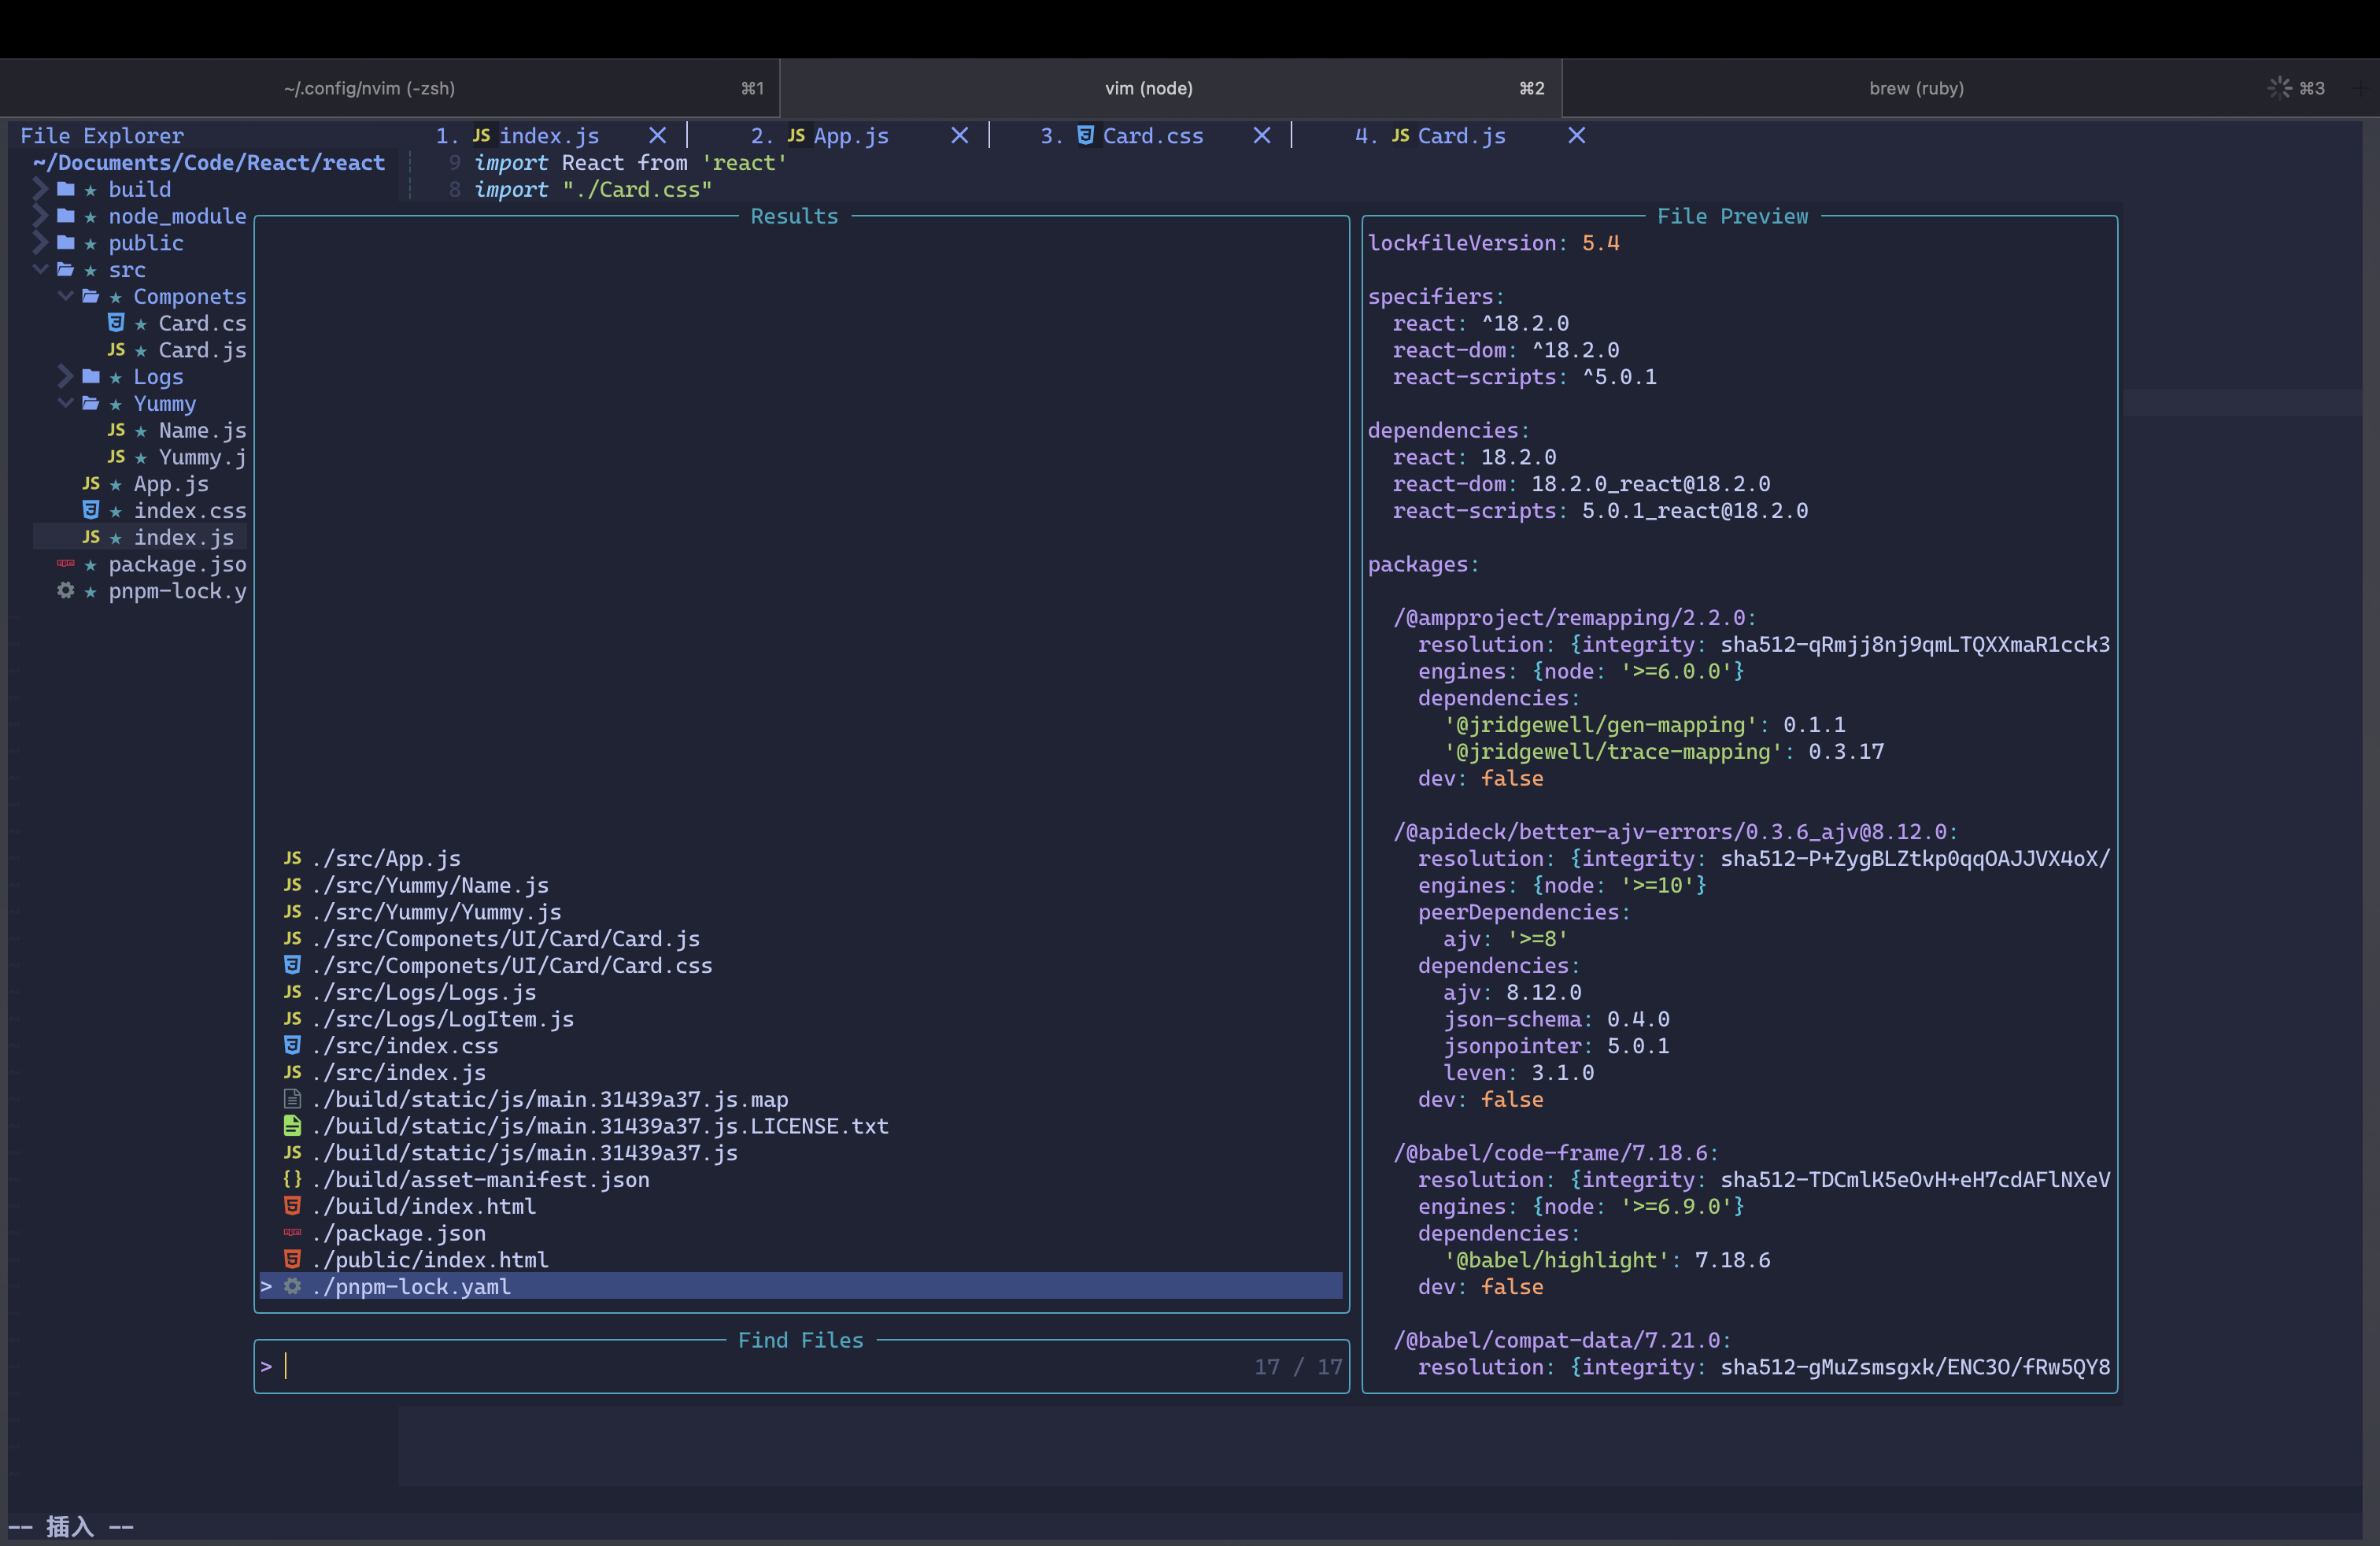 ~/.config/nvim (-zsh) ⌘1
vim (node) ⌘2
brew (ruby) ⌘3
File Explorer
~/Documents/Code/React/react
build
node_module
public
src
Componets
Card.cs
Card.js
Logs
Yummy
Name.js
Yummy.j
App.js
index.css
index.js
package.jso
pnpm-lock.y
1. JS index.js ✕
2. JS App.js ✕
3. Card.css ✕
4. JS Card.js ✕
9 import React from 'react'
8 import "./Card.css"
Results
JS ./src/App.js
JS ./src/Yummy/Name.js
JS ./src/Yummy/Yummy.js
JS ./src/Componets/UI/Card/Card.js
./src/Componets/UI/Card/Card.css
JS ./src/Logs/Logs.js
JS ./src/Logs/LogItem.js
./src/index.css
JS ./src/index.js
./build/static/js/main.31439a37.js.map
./build/static/js/main.31439a37.js.LICENSE.txt
JS ./build/static/js/main.31439a37.js
{} ./build/asset-manifest.json
./build/index.html
./package.json
./public/index.html
> ./pnpm-lock.yaml
Find Files
> 17 / 17
File Preview
lockfileVersion: 5.4
specifiers:
react: ^18.2.0
react-dom: ^18.2.0
react-scripts: ^5.0.1
dependencies:
react: 18.2.0
react-dom: 18.2.0_react@18.2.0
react-scripts: 5.0.1_react@18.2.0
packages:
/@ampproject/remapping/2.2.0:
resolution: {integrity: sha512-qRmjj8nj9qmLTQXXmaR1cck3
engines: {node: '>=6.0.0'}
dependencies:
'@jridgewell/gen-mapping': 0.1.1
'@jridgewell/trace-mapping': 0.3.17
dev: false
/@apideck/better-ajv-errors/0.3.6_ajv@8.12.0:
resolution: {integrity: sha512-P+ZygBLZtkp0qqOAJJVX4oX/
engines: {node: '>=10'}
peerDependencies:
ajv: '>=8'
dependencies:
ajv: 8.12.0
json-schema: 0.4.0
jsonpointer: 5.0.1
leven: 3.1.0
dev: false
/@babel/code-frame/7.18.6:
resolution: {integrity: sha512-TDCmlK5eOvH+eH7cdAFlNXeV
engines: {node: '>=6.9.0'}
dependencies:
'@babel/highlight': 7.18.6
dev: false
/@babel/compat-data/7.21.0:
resolution: {integrity: sha512-gMuZsmsgxk/ENC3O/fRw5QY8
-- 插入 --